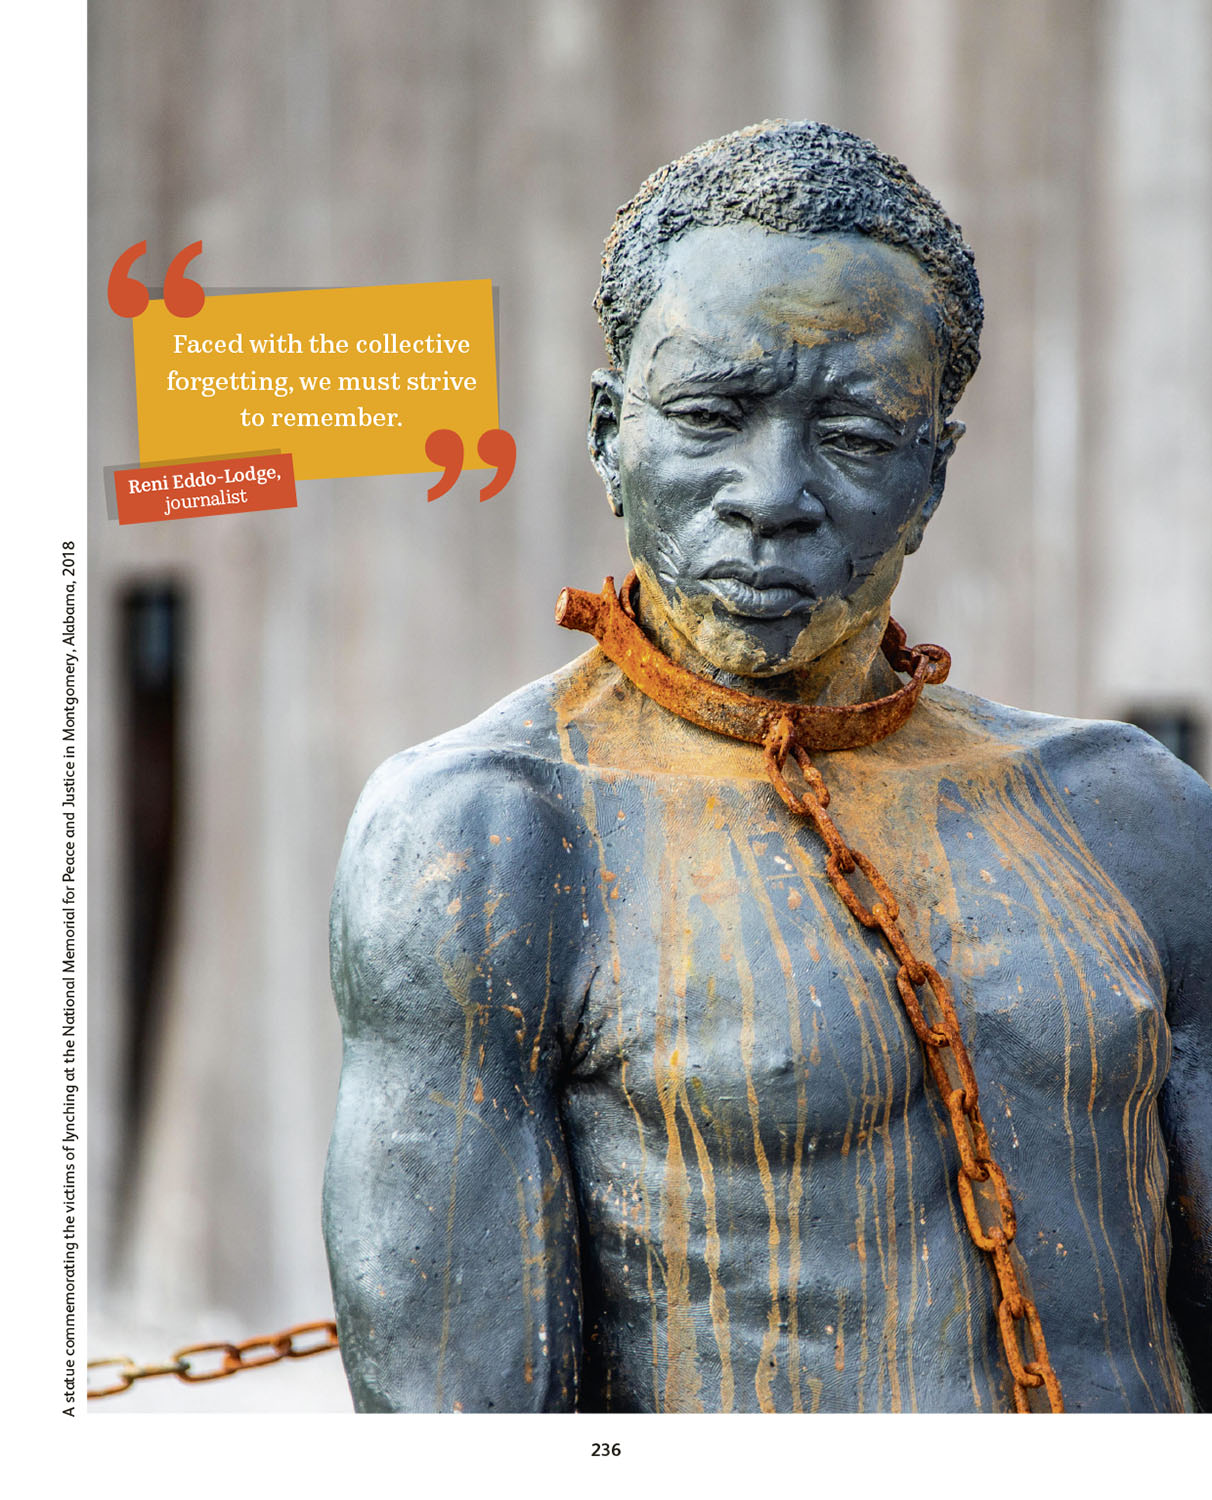 “
Faced with the collective
forgetting, we must strive
to remember.
”
Reni Eddo-Lodge,
journalist
A statue commemorating the victims of lynching at the National Memorial for Peace and Justice in Montgomery, Alabama, 2018
236